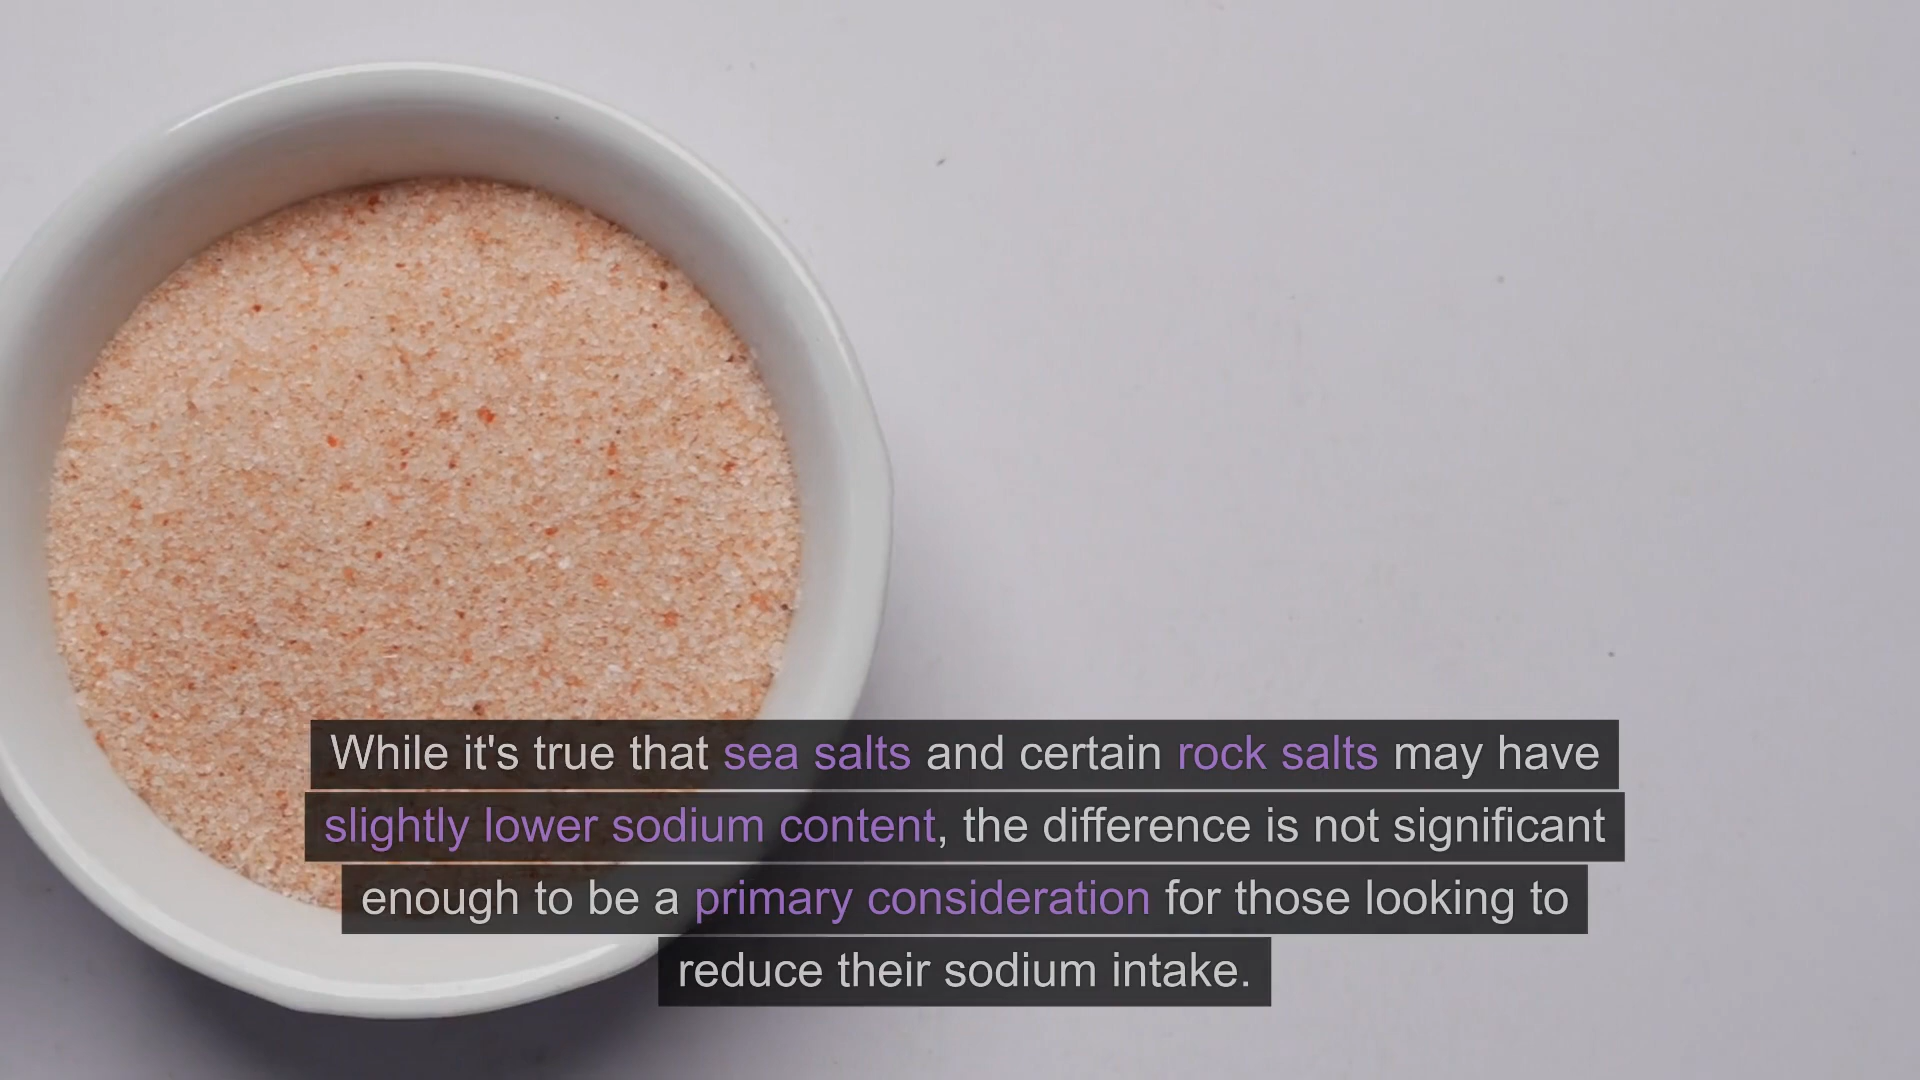 While it's true that sea salts and certain rock salts may have
slightly lower sodium content, the difference is not significant
enough to be a primary consideration for those looking to
reduce their sodium intake.